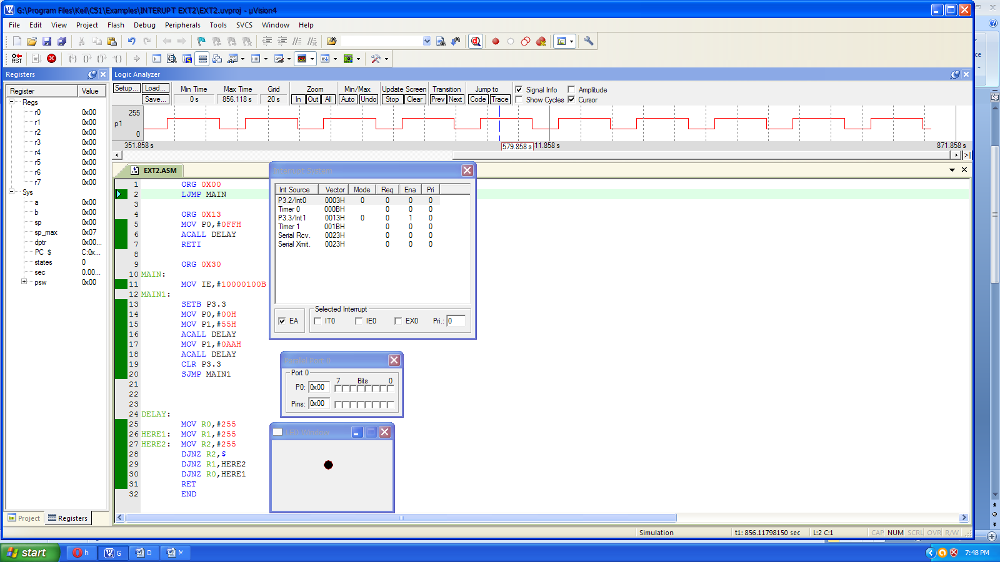 G:\Program Files\Keil\C51\Examples\INTERUPT EXT2\EXT2.uvproj - µVision4
File Edit View Project Flash Debug Peripherals Tools SVCS Window Help
RST
Registers
Register Value
Regs
r0 0x00
r1 0x00
r2 0x00
r3 0x00
r4 0x00
r5 0x00
r6 0x00
r7 0x00
Sys
a 0x00
b 0x00
sp 0x00
sp_max 0x07
dptr 0x00...
PC $ C:0x...
states 0
sec 0.00...
psw 0x00
Project Registers
Logic Analyzer
Setup... Load... Min Time Max Time Grid Zoom Min/Max Update Screen Transition Jump to Signal Info Amplitude
Save... 0 s 856.118 s 20 s In Out All Auto Undo Stop Clear Prev Next Code Trace Show Cycles Cursor
255
p1
0
351.858 s 579.858 s 11.858 s 871.858 s
EXT2.ASM
1 ORG 0X00
2 LJMP MAIN
3
4 ORG 0X13
5 MOV P0,#0FFH
6 ACALL DELAY
7 RETI
8
9 ORG 0X30
10 MAIN:
11 MOV IE,#10000100B
12 MAIN1:
13 SETB P3.3
14 MOV P0,#00H
15 MOV P1,#55H
16 ACALL DELAY
17 MOV P1,#0AAH
18 ACALL DELAY
19 CLR P3.3
20 SJMP MAIN1
21
22
23
24 DELAY:
25 MOV R0,#255
26 HERE1: MOV R1,#255
27 HERE2: MOV R2,#255
28 DJNZ R2,$
29 DJNZ R1,HERE2
30 DJNZ R0,HERE1
31 RET
32 END
Interrupt System
Int Source Vector Mode Req Ena Pri
P3.2/Int0 0003H 0 0 0 0
Timer 0 000BH 0 0 0
P3.3/Int1 0013H 0 0 1 0
Timer 1 001BH 0 0 0
Serial Rcv. 0023H 0 0 0
Serial Xmit. 0023H 0 0 0
Selected Interrupt
EA IT0 IE0 EX0 Pri.: 0
Parallel Port 0
Port 0
7 Bits 0
P0: 0x00
Pins: 0x00
LED Window
Simulation t1: 856.11798150 sec L:2 C:1 CAP NUM SCRL OVR R/W
start h G D M 7:48 PM